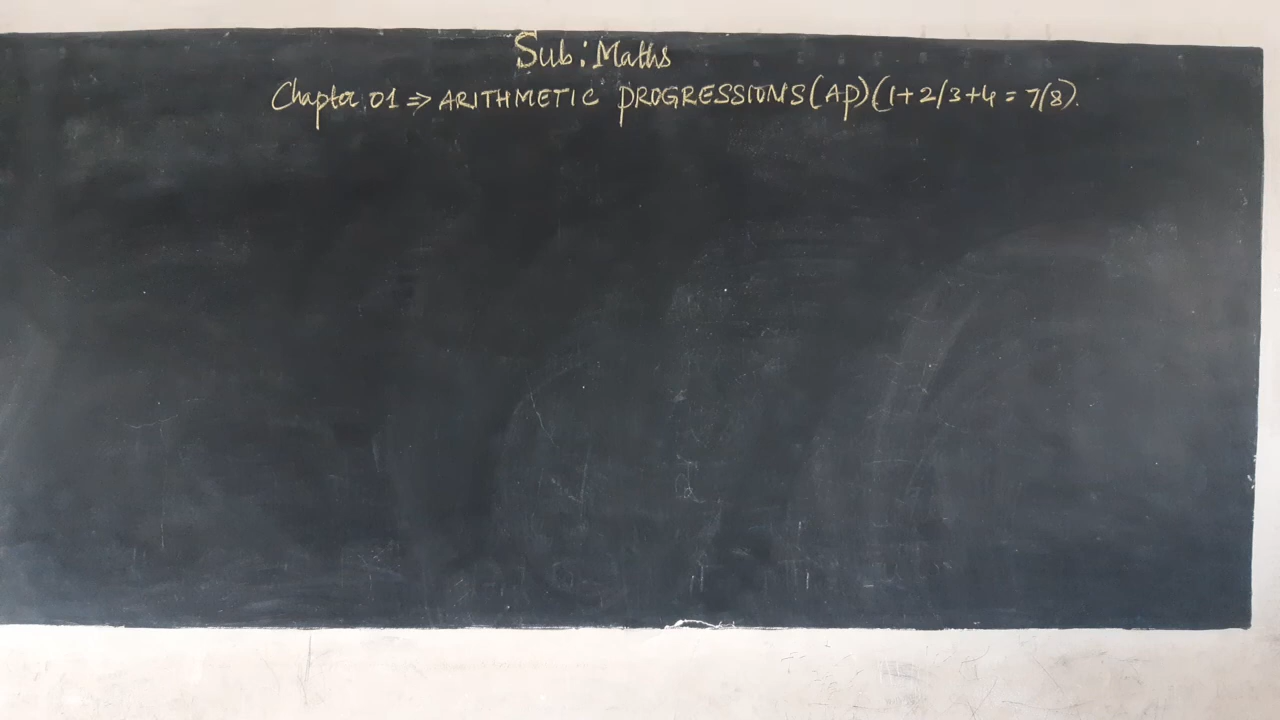 Sub: Maths
Chapter 01 ⇒ ARITHMETIC PROGRESSIONS (AP) (1+2/3+4 = 7/8).